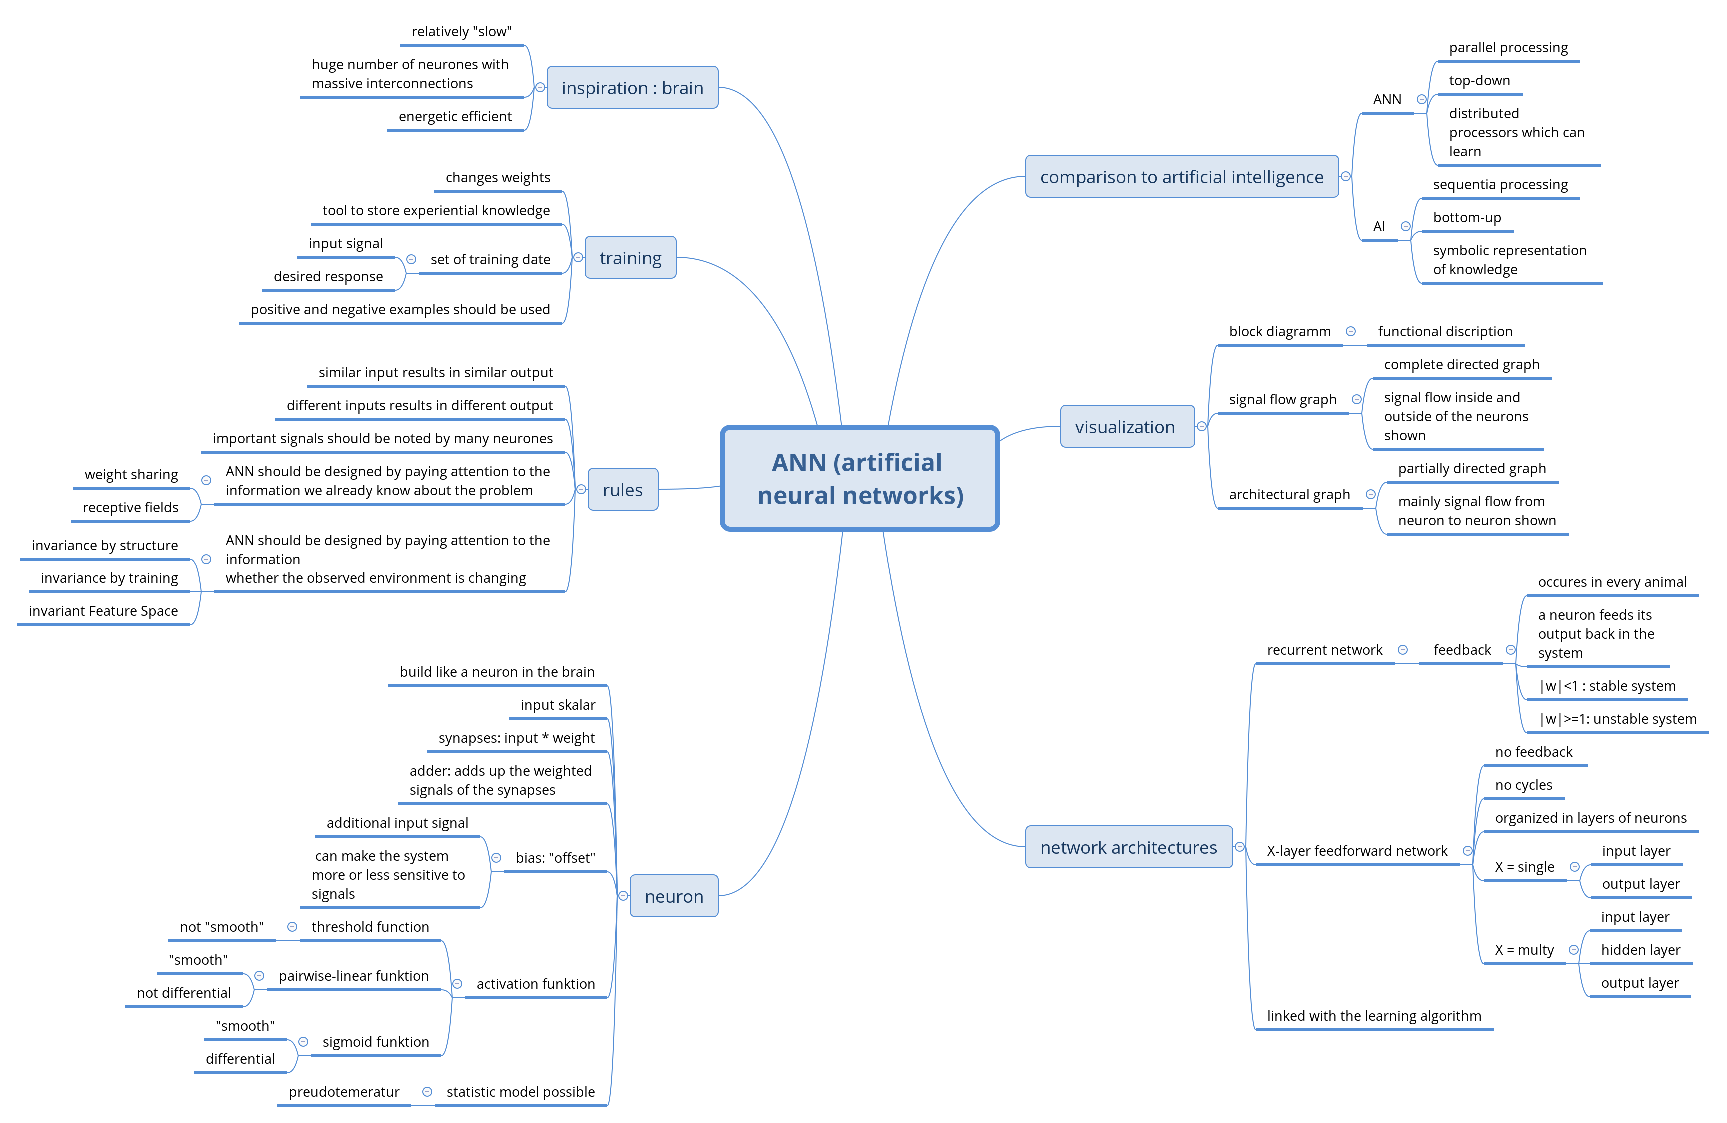 ANN (artificial
neural networks)
inspiration : brain
relatively "slow"
huge number of neurones with
massive interconnections
energetic efficient
training
changes weights
tool to store experiential knowledge
set of training date
input signal
desired response
positive and negative examples should be used
rules
similar input results in similar output
different inputs results in different output
important signals should be noted by many neurones
ANN should be designed by paying attention to the
information we already know about the problem
weight sharing
receptive fields
ANN should be designed by paying attention to the
information
whether the observed environment is changing
invariance by structure
invariance by training
invariant Feature Space
neuron
build like a neuron in the brain
input skalar
synapses: input * weight
adder: adds up the weighted
signals of the synapses
bias: "offset"
additional input signal
can make the system
more or less sensitive to
signals
activation funktion
threshold function
not "smooth"
pairwise-linear funktion
"smooth"
not differential
sigmoid funktion
"smooth"
differential
statistic model possible
preudotemeratur
comparison to artificial intelligence
ANN
parallel processing
top-down
distributed
processors which can
learn
AI
sequentia processing
bottom-up
symbolic representation
of knowledge
visualization
block diagramm
functional discription
signal flow graph
complete directed graph
signal flow inside and
outside of the neurons
shown
architectural graph
partially directed graph
mainly signal flow from
neuron to neuron shown
network architectures
recurrent network
feedback
occures in every animal
a neuron feeds its
output back in the
system
|w|<1 : stable system
|w|>=1: unstable system
X-layer feedforward network
no feedback
no cycles
organized in layers of neurons
X = single
input layer
output layer
X = multy
input layer
hidden layer
output layer
linked with the learning algorithm